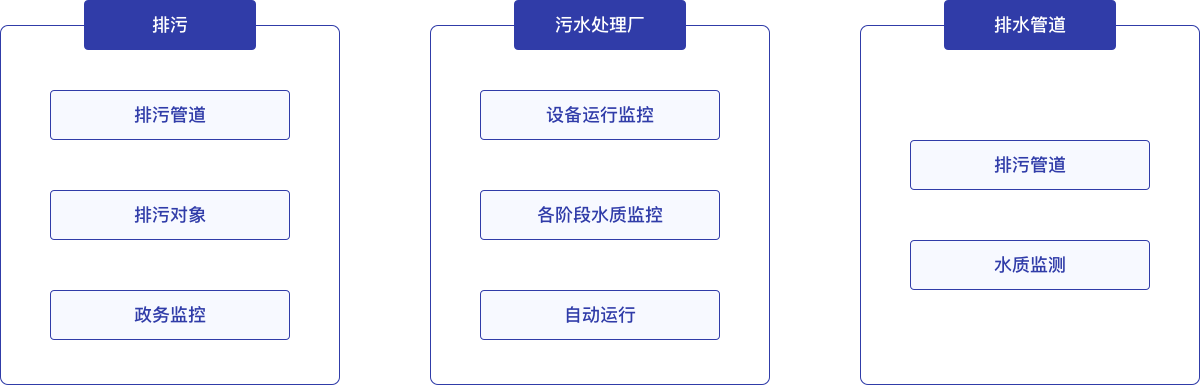 排污
排污管道
排污对象
政务监控
污水处理厂
设备运行监控
各阶段水质监控
自动运行
排水管道
排污管道
水质监测